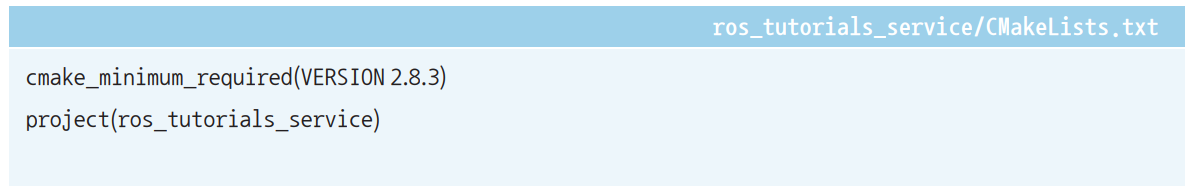 ros_tutorials_service/CMakeLists.txt
cmake_minimum_required(VERSION 2.8.3)
project(ros_tutorials_service)